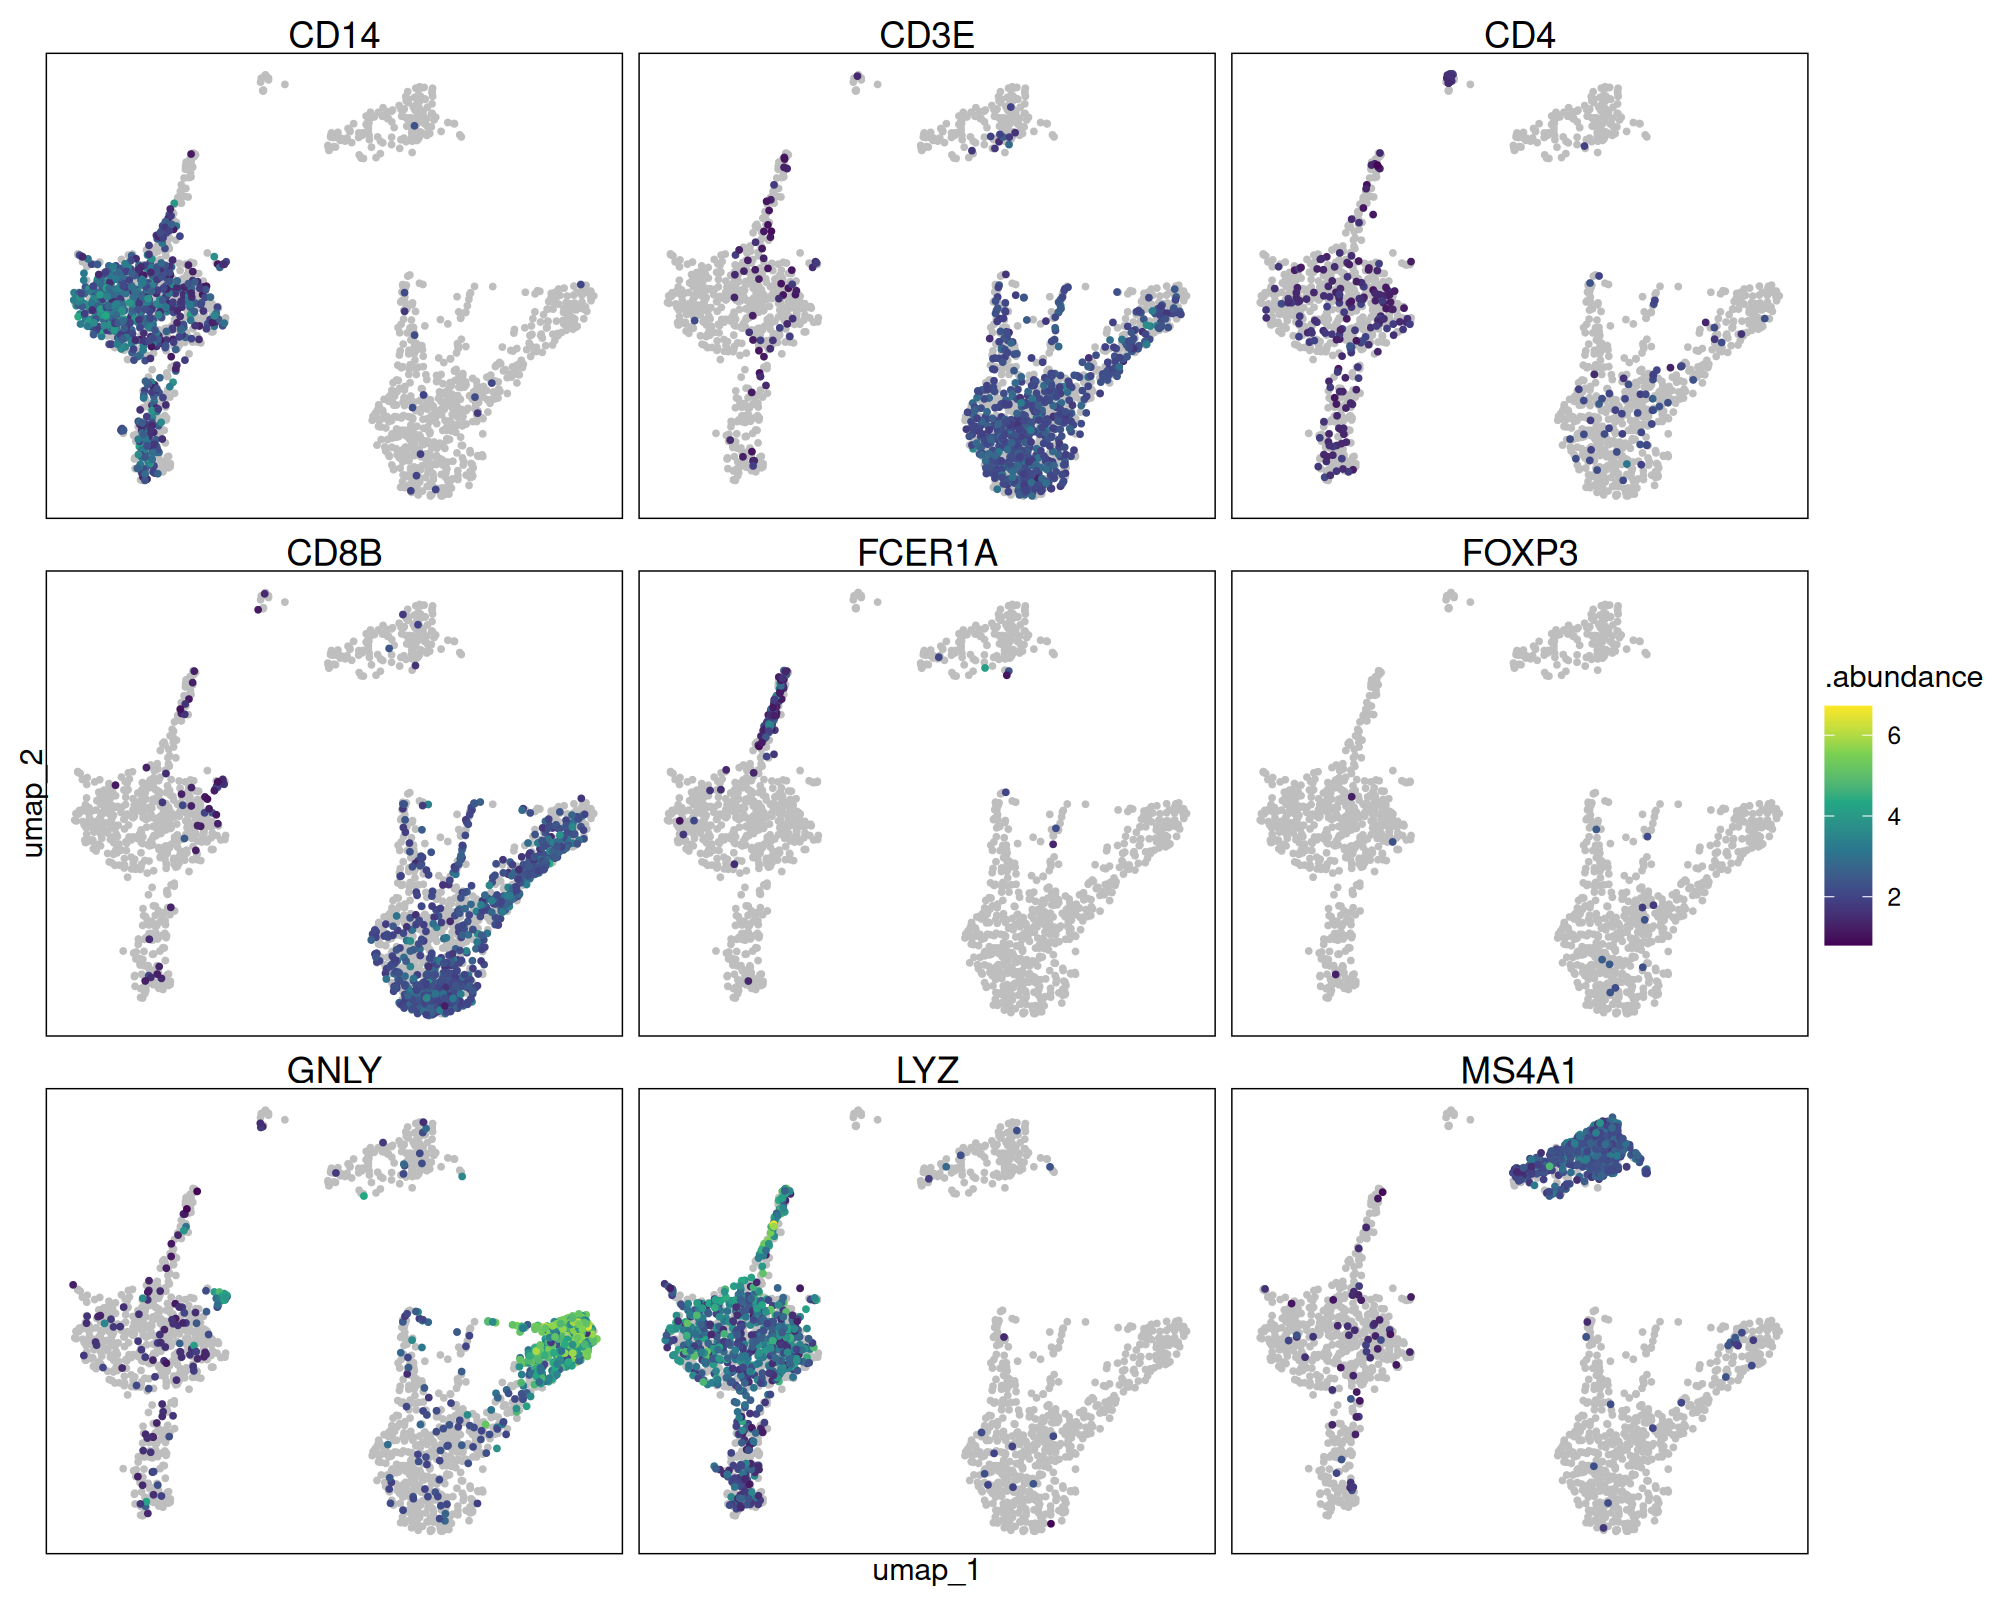 CD14
CD3E
CD4
CD8B
FCER1A
FOXP3
GNLY
LYZ
MS4A1
umap_2
umap_1
.abundance
6
4
2